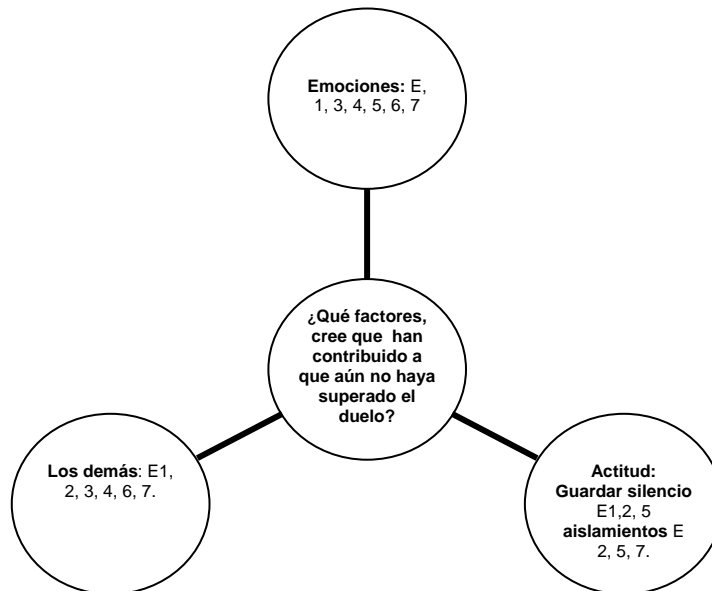 Emociones: E,
1, 3, 4, 5, 6, 7
¿Qué factores,
cree que han
contribuido a
que aún no haya
superado el
duelo?
Los demás: E1,
2, 3, 4, 6, 7.
Actitud:
Guardar silencio
E1,2, 5
aislamientos E
2, 5, 7.